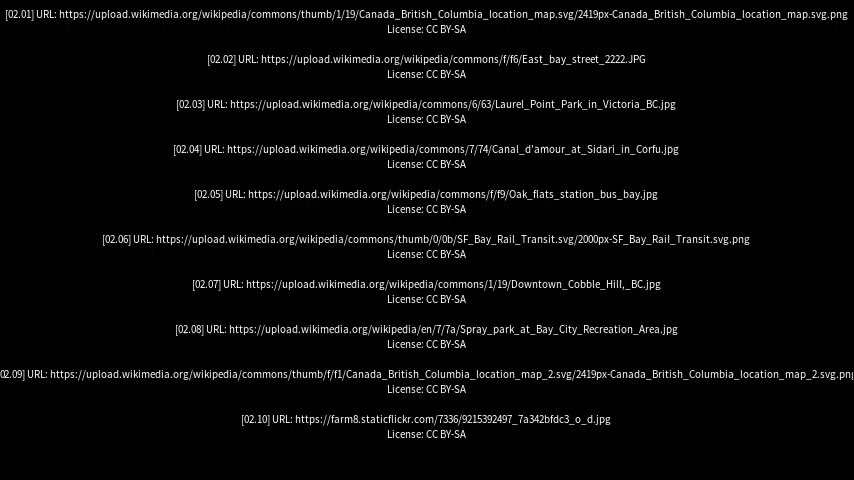 [02.01] URL: https://upload.wikimedia.org/wikipedia/commons/thumb/1/19/Canada_British_Columbia_location_map.svg/2419px-Canada_British_Columbia_location_map.svg.png
License: CC BY-SA
[02.02] URL: https://upload.wikimedia.org/wikipedia/commons/f/f6/East_bay_street_2222.JPG
License: CC BY-SA
[02.03] URL: https://upload.wikimedia.org/wikipedia/commons/6/63/Laurel_Point_Park_in_Victoria_BC.jpg
License: CC BY-SA
[02.04] URL: https://upload.wikimedia.org/wikipedia/commons/7/74/Canal_d'amour_at_Sidari_in_Corfu.jpg
License: CC BY-SA
[02.05] URL: https://upload.wikimedia.org/wikipedia/commons/f/f9/Oak_flats_station_bus_bay.jpg
License: CC BY-SA
[02.06] URL: https://upload.wikimedia.org/wikipedia/commons/thumb/0/0b/SF_Bay_Rail_Transit.svg/2000px-SF_Bay_Rail_Transit.svg.png
License: CC BY-SA
[02.07] URL: https://upload.wikimedia.org/wikipedia/commons/1/19/Downtown_Cobble_Hill,_BC.jpg
License: CC BY-SA
[02.08] URL: https://upload.wikimedia.org/wikipedia/en/7/7a/Spray_park_at_Bay_City_Recreation_Area.jpg
License: CC BY-SA
02.09] URL: https://upload.wikimedia.org/wikipedia/commons/thumb/f/f1/Canada_British_Columbia_location_map_2.svg/2419px-Canada_British_Columbia_location_map_2.svg.png
License: CC BY-SA
[02.10] URL: https://farm8.staticflickr.com/7336/9215392497_7a342bfdc3_o_d.jpg
License: CC BY-SA